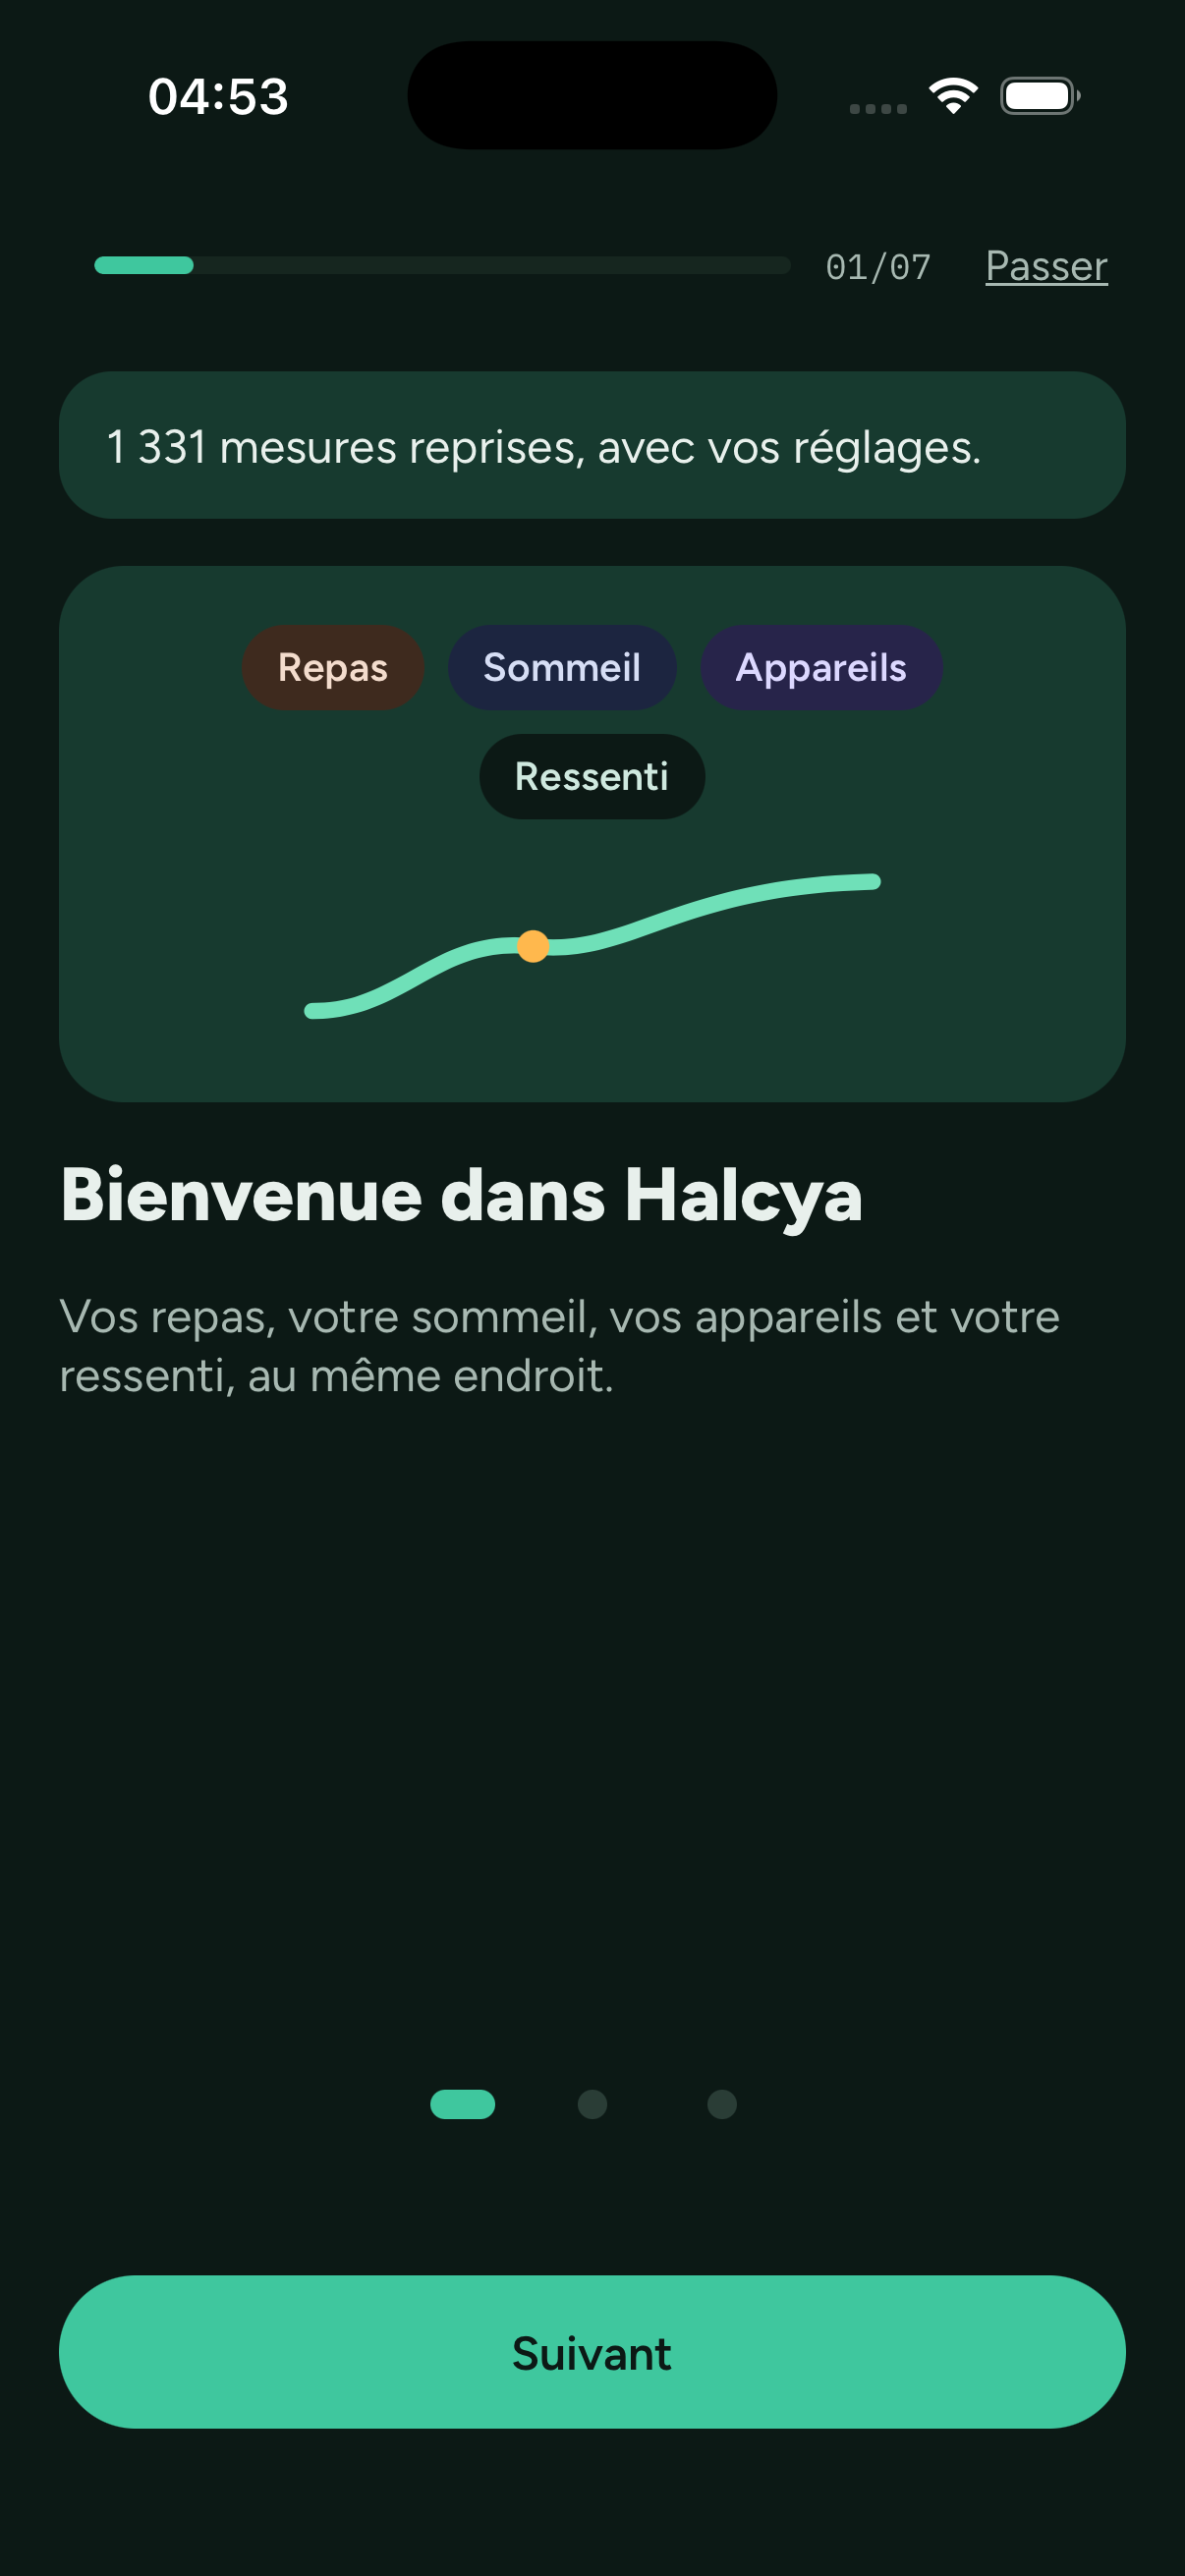 04:53
01/07 Passer
1 331 mesures reprises, avec vos réglages.
Repas Sommeil Appareils
Ressenti
Bienvenue dans Halcya
Vos repas, votre sommeil, vos appareils et votre
ressenti, au même endroit.
Suivant